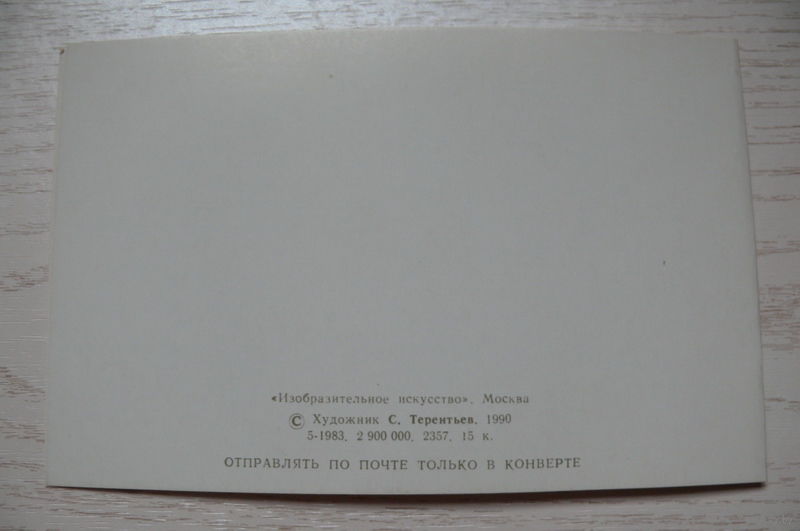 «Изобразительное искусство». Москва
© Художник С. Терентьев. 1990
5-1983. 2 900 000. 2357. 15 к.
ОТПРАВЛЯТЬ ПО ПОЧТЕ ТОЛЬКО В КОНВЕРТЕ